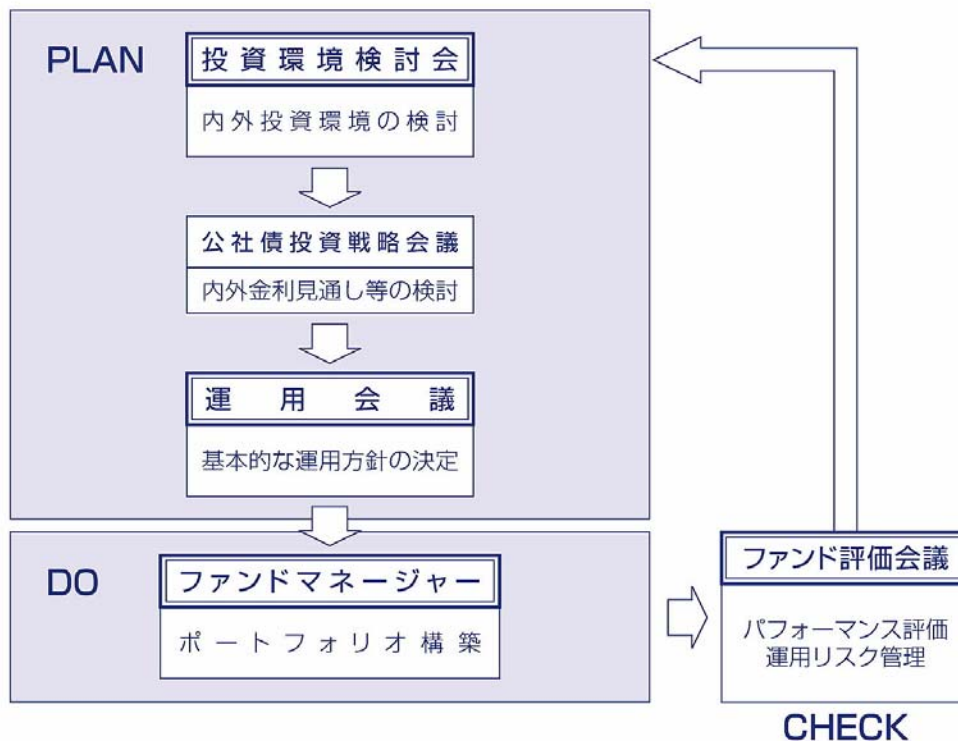 PLAN
投資環境検討会
内外投資環境の検討
公社債投資戦略会議
内外金利見通し等の検討
運用会議
基本的な運用方針の決定
DO
ファンドマネージャー
ポートフォリオ構築
ファンド評価会議
パフォーマンス評価
運用リスク管理
CHECK